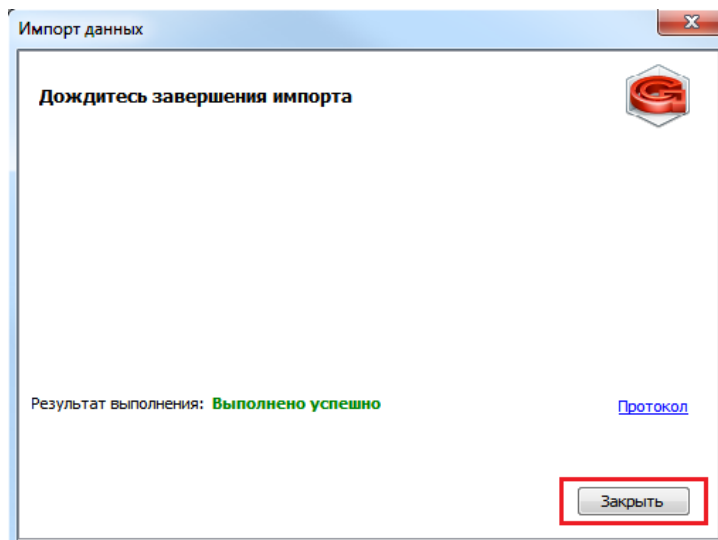 Импорт данных
Дождитесь завершения импорта
Результат выполнения: Выполнено успешно
Протокол
Закрыть